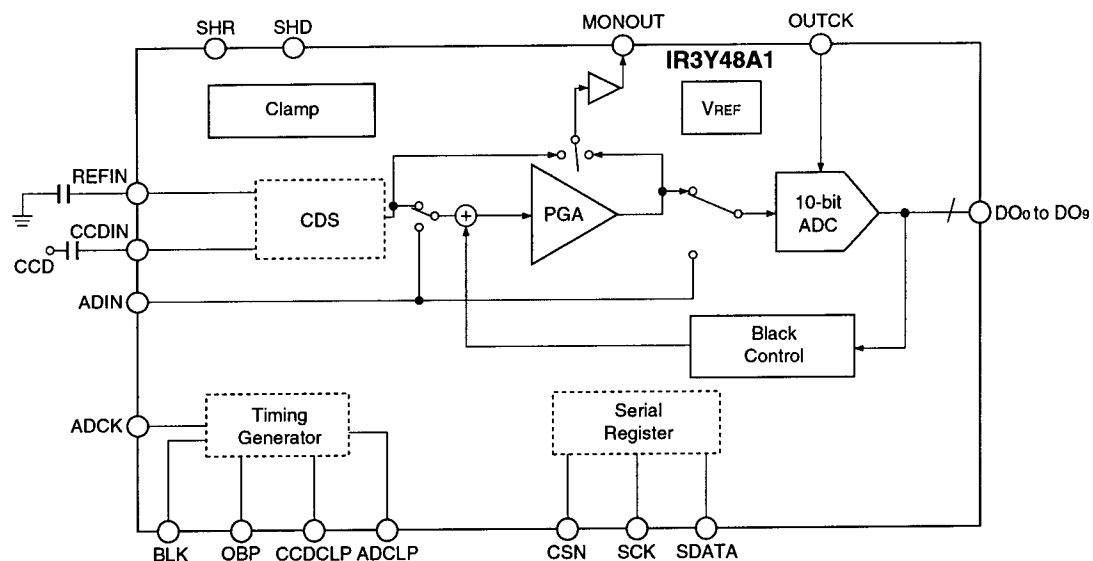 SHR
SHD
MONOUT
OUTCK
IR3Y48A1
Clamp
VREF
REFIN
CDS
PGA
10-bit
ADC
DO0 to DO9
CCDIN
CCD
ADIN
Black
Control
ADCK
Timing
Generator
Serial
Register
BLK
OBP
CCDCLP
ADCLP
CSN
SCK
SDATA